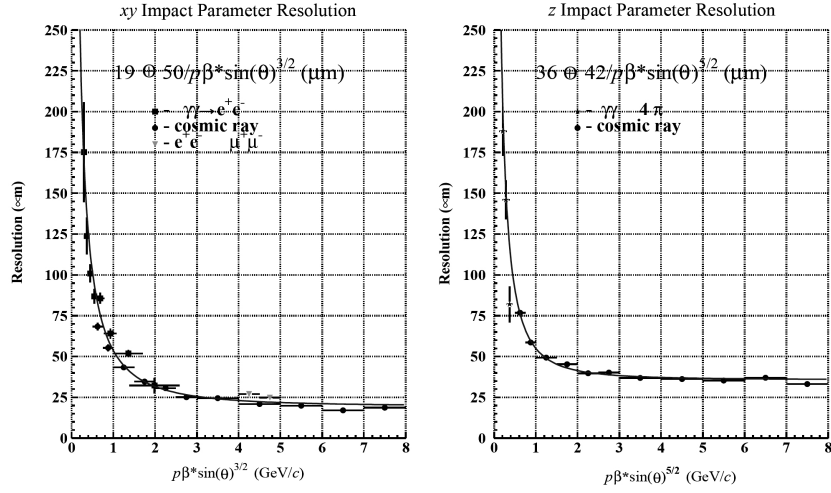 xy Impact Parameter Resolution
19 ⊕ 50/pβ*sin(θ)^3/2 (μm)
- γγ→e⁺e⁻
- cosmic ray
- e⁺e⁻ μ⁺μ⁻
Resolution (∝m)
250
225
200
175
150
125
100
75
50
25
0
0 1 2 3 4 5 6 7 8
pβ*sin(θ)^3/2 (GeV/c)
z Impact Parameter Resolution
36 ⊕ 42/pβ*sin(θ)^5/2 (μm)
- γγ 4π
- cosmic ray
Resolution (∝m)
250
225
200
175
150
125
100
75
50
25
0
0 1 2 3 4 5 6 7 8
pβ*sin(θ)^5/2 (GeV/c)